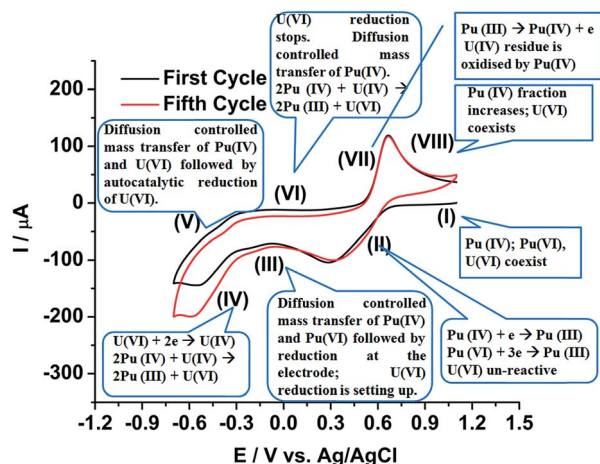 U(VI) reduction
stops. Diffusion
controlled mass
transfer of Pu(IV).
2Pu (IV) + U(IV) →
2Pu (III) + U(VI)
Pu (III) → Pu(IV) + e
U(IV) residue is
oxidised by Pu(IV)
Pu (IV) fraction
increases; U(VI)
coexists
First Cycle
Fifth Cycle
Diffusion controlled
mass transfer of Pu(IV)
and U(VI) followed by
autocatalytic reduction
of U(VI).
(V)
(VI)
(VII)
(VIII)
(I)
(II)
(III)
(IV)
Pu (IV); Pu(VI),
U(VI) coexist
U(VI) + 2e → U(IV)
2Pu (IV) + U(IV) →
2Pu (III) + U(VI)
Diffusion controlled
mass transfer of Pu(IV)
and Pu(VI) followed by
reduction at the
electrode; U(VI)
reduction is setting up.
Pu (IV) + e → Pu (III)
Pu (VI) + 3e → Pu (III)
U(VI) un-reactive
I / µA
200
100
0
-100
-200
-300
-1.2 -0.9 -0.6 -0.3 0.0 0.3 0.6 0.9 1.2
E / V vs. Ag/AgCl